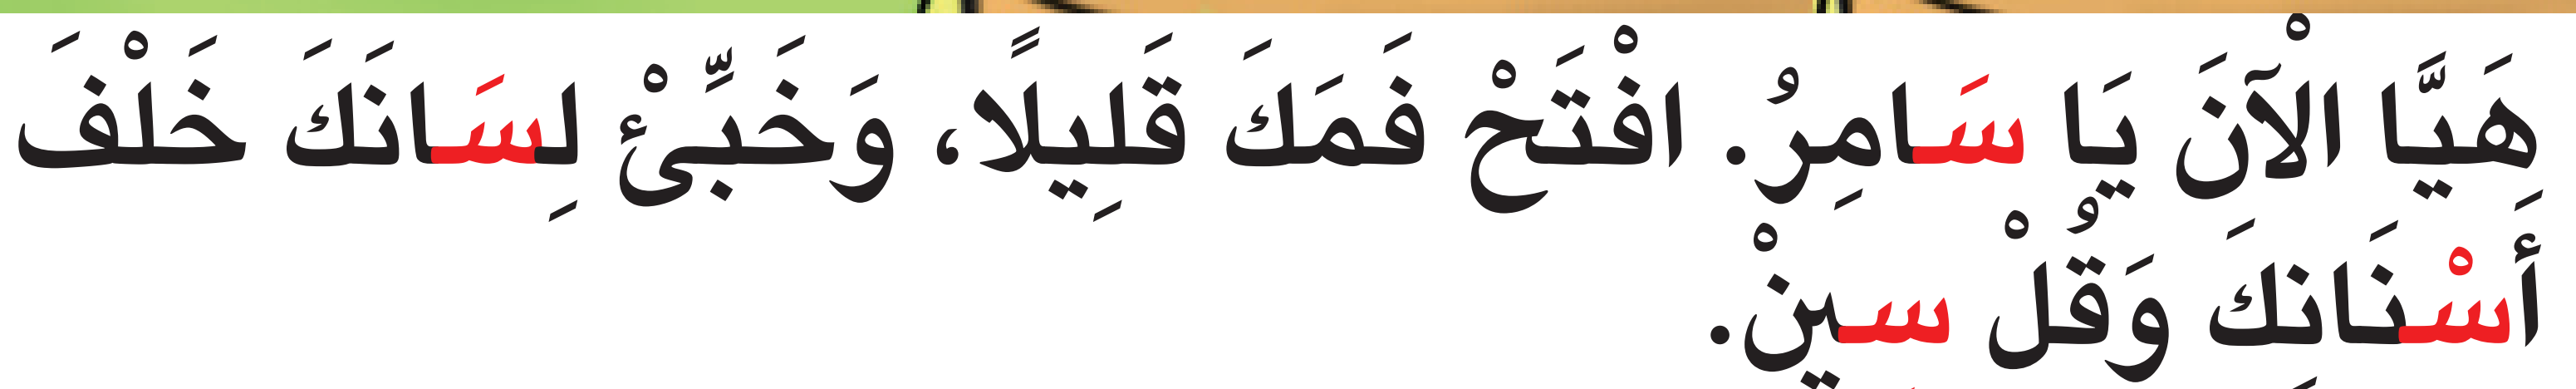 هَيَّا الْآنَ يَا سَامِرُ. افْتَحْ فَمَكَ قَلِيلًا، وَخَبِّئْ لِسَانَكَ خَلْفَ
أَسْنَانِكَ وَقُلْ سِينْ.